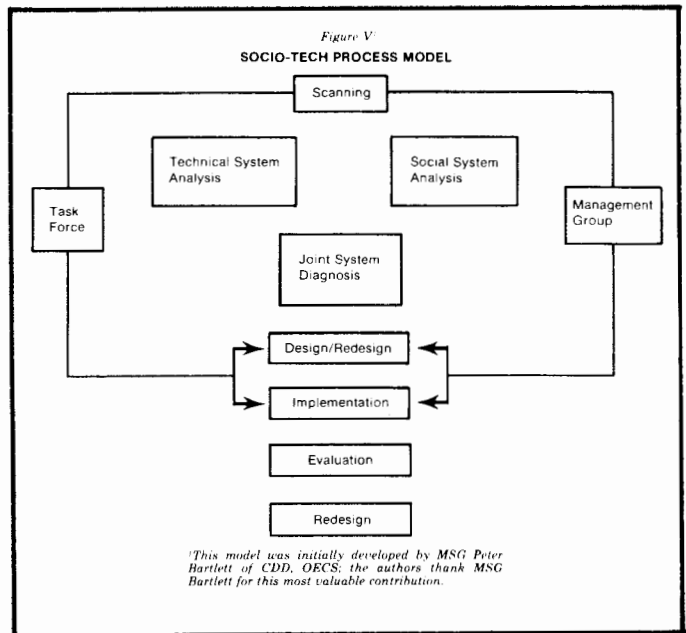 Figure V¹
SOCIO-TECH PROCESS MODEL
Scanning
Technical System
Analysis
Social System
Analysis
Task
Force
Management
Group
Joint System
Diagnosis
Design/Redesign
Implementation
Evaluation
Redesign
¹This model was initially developed by MSG Peter
Bartlett of CDD, OECS; the authors thank MSG
Bartlett for this most valuable contribution.